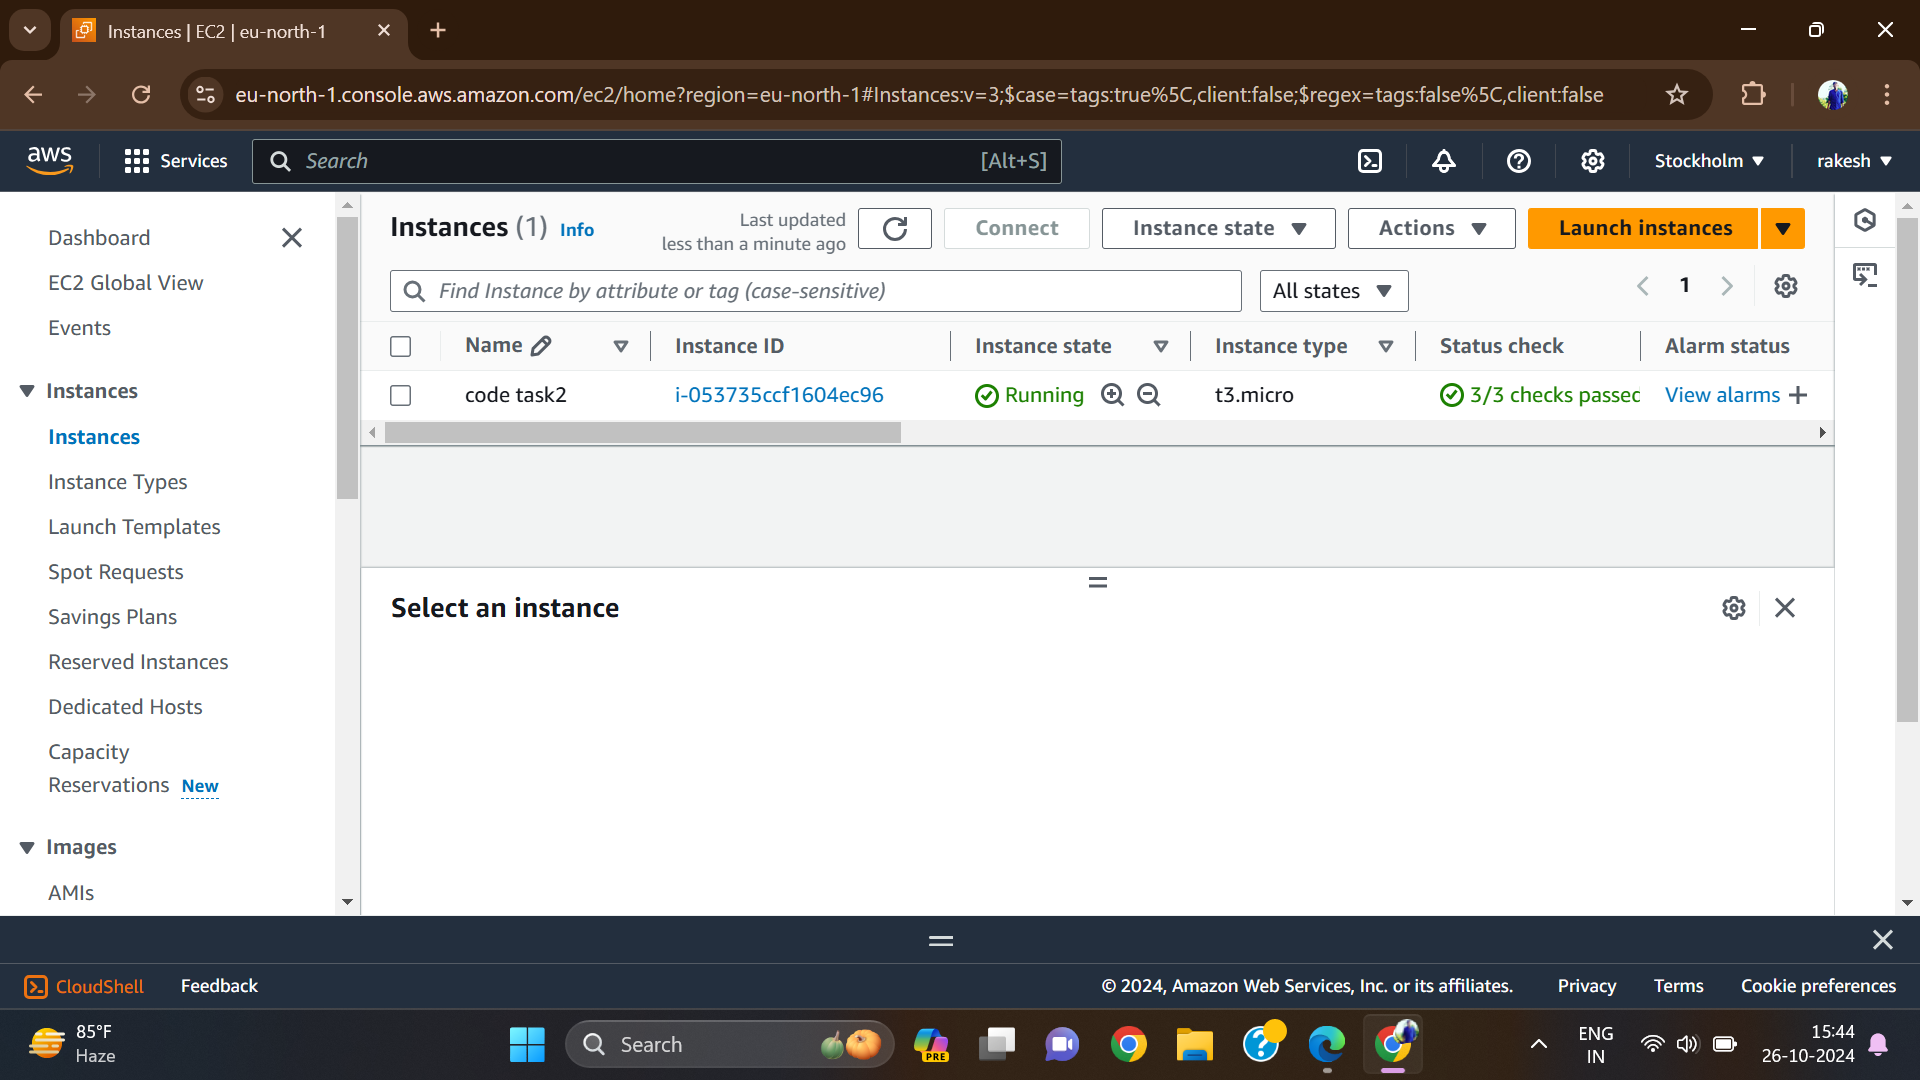 Instances | EC2 | eu-north-1
eu-north-1.console.aws.amazon.com/ec2/home?region=eu-north-1#Instances:v=3;$case=tags:true%5C,client:false;$regex=tags:false%5C,client:false
aws
Services
Search
[Alt+S]
Stockholm
rakesh
Dashboard
EC2 Global View
Events
Instances
Instances
Instance Types
Launch Templates
Spot Requests
Savings Plans
Reserved Instances
Dedicated Hosts
Capacity
Reservations New
Images
AMIs
Instances (1) Info
Last updated
less than a minute ago
Connect
Instance state
Actions
Launch instances
Find Instance by attribute or tag (case-sensitive)
All states
1
Name Instance ID Instance state Instance type Status check Alarm status
code task2 i-053735ccf1604ec96 Running t3.micro 3/3 checks passed View alarms
Select an instance
CloudShell
Feedback
© 2024, Amazon Web Services, Inc. or its affiliates.
Privacy
Terms
Cookie preferences
85°F
Haze
Search
PRE
ENG
IN
15:44
26-10-2024